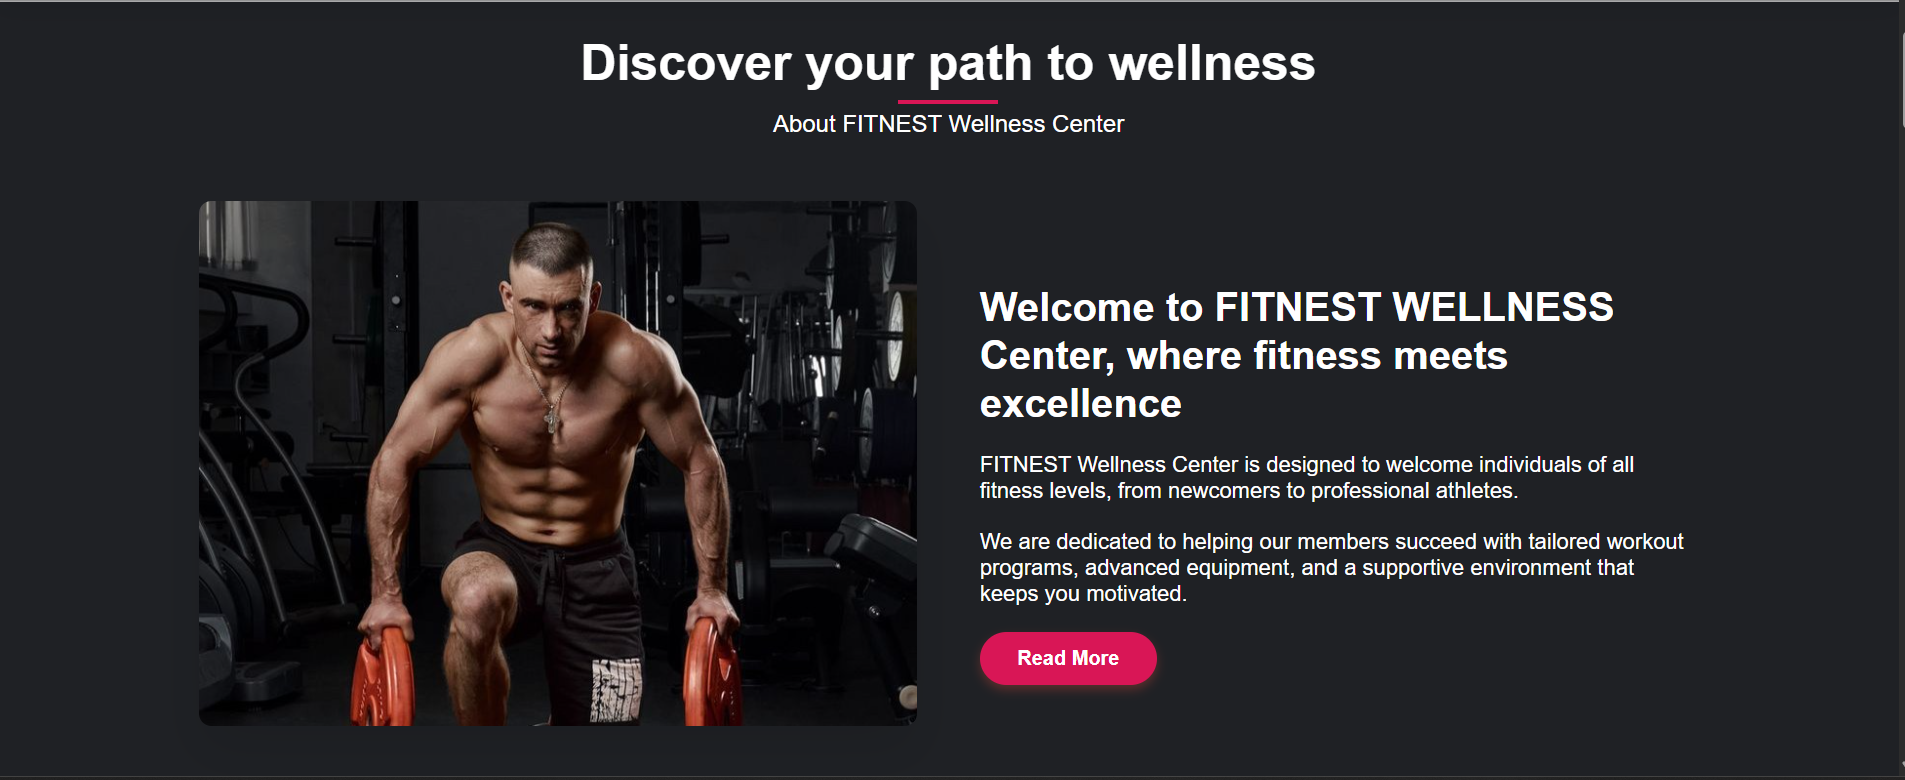 Discover your path to wellness
About FITNEST Wellness Center
Welcome to FITNEST WELLNESS
Center, where fitness meets
excellence
FITNEST Wellness Center is designed to welcome individuals of all
fitness levels, from newcomers to professional athletes.
We are dedicated to helping our members succeed with tailored workout
programs, advanced equipment, and a supportive environment that
keeps you motivated.
Read More